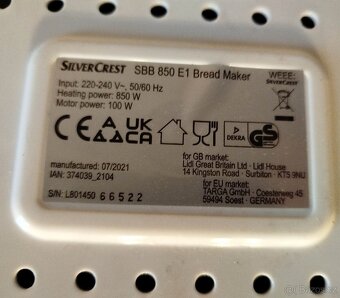 SILVERCREST SBB 850 E1 Bread Maker
WEEE:
Input: 220-240 V~, 50/60 Hz
Heating power: 850 W
Motor power: 100 W
CE UK CA DEKRA GS
manufactured: 07/2021
IAN: 374039_2104
S/N: L801450 66522
for GB market:
Lidl Great Britain Ltd - Lidl House
14 Kingston Road - Surbiton - KT5 9NU
for EU market:
TARGA GmbH - Coesterweg 45
59494 Soest - GERMANY